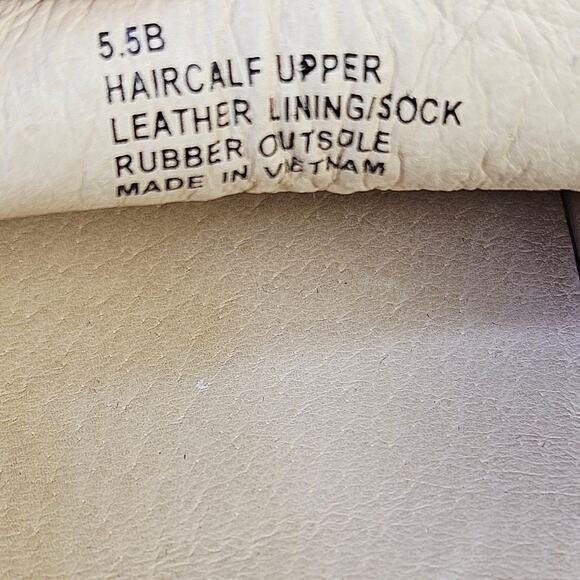 5.5B
HAIRCALF UPPER
LEATHER LINING/SOCK
RUBBER OUTSOLE
MADE IN VIETNAM